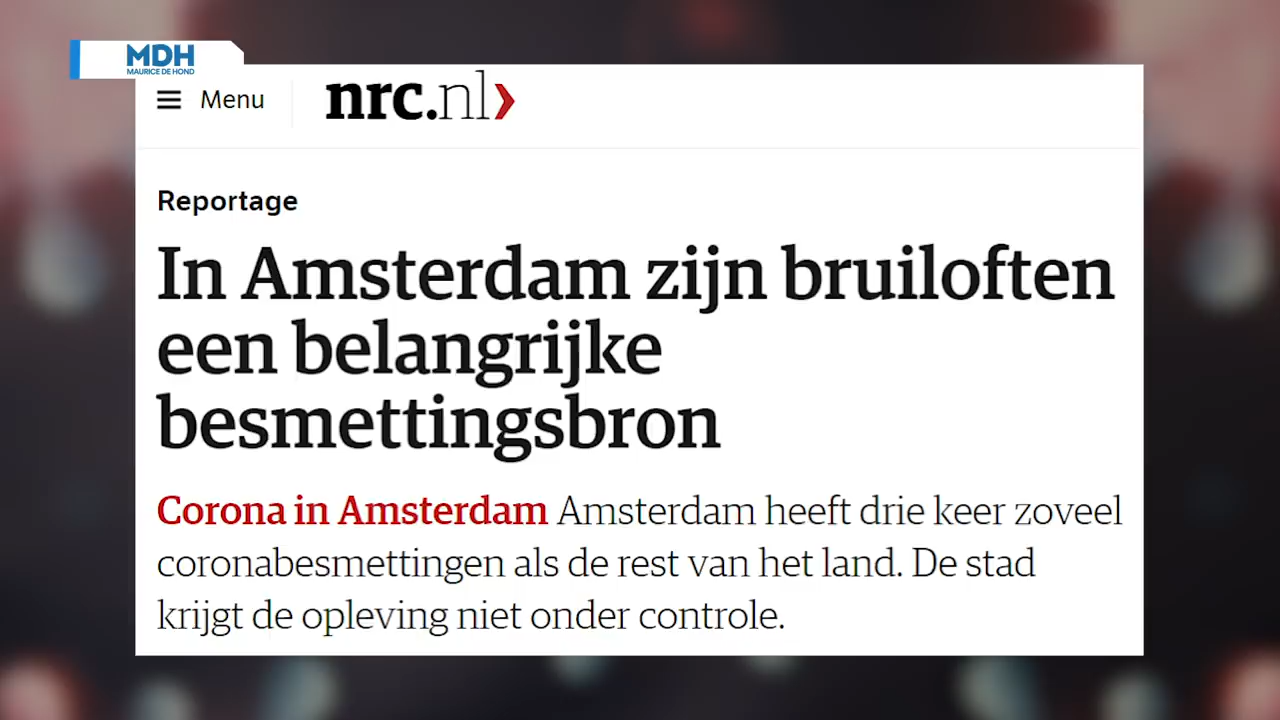 MDH
MAURICE DE HOND
Menu
nrc.nl
Reportage
In Amsterdam zijn bruiloften
een belangrijke
besmettingsbron
Corona in Amsterdam Amsterdam heeft drie keer zoveel
coronabesmettingen als de rest van het land. De stad
krijgt de opleving niet onder controle.